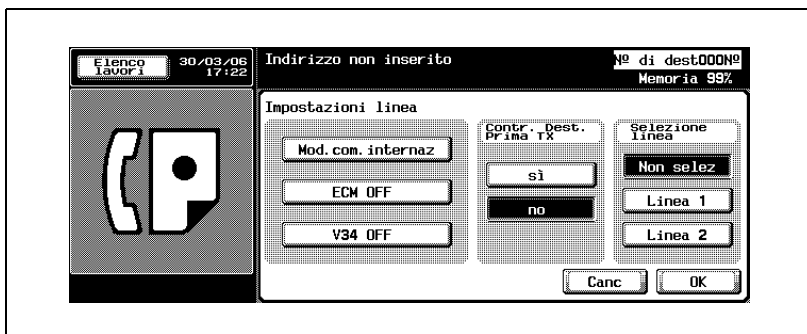 Elenco
lavori
30/03/06
17:22
Indirizzo non inserito
Nº di dest000Nº
Memoria 99%
Impostazioni linea
Mod.com.internaz
ECM OFF
V34 OFF
Contr. Dest.
Prima TX
sì
no
Selezione
linea
Non selez
Linea 1
Linea 2
Canc
OK